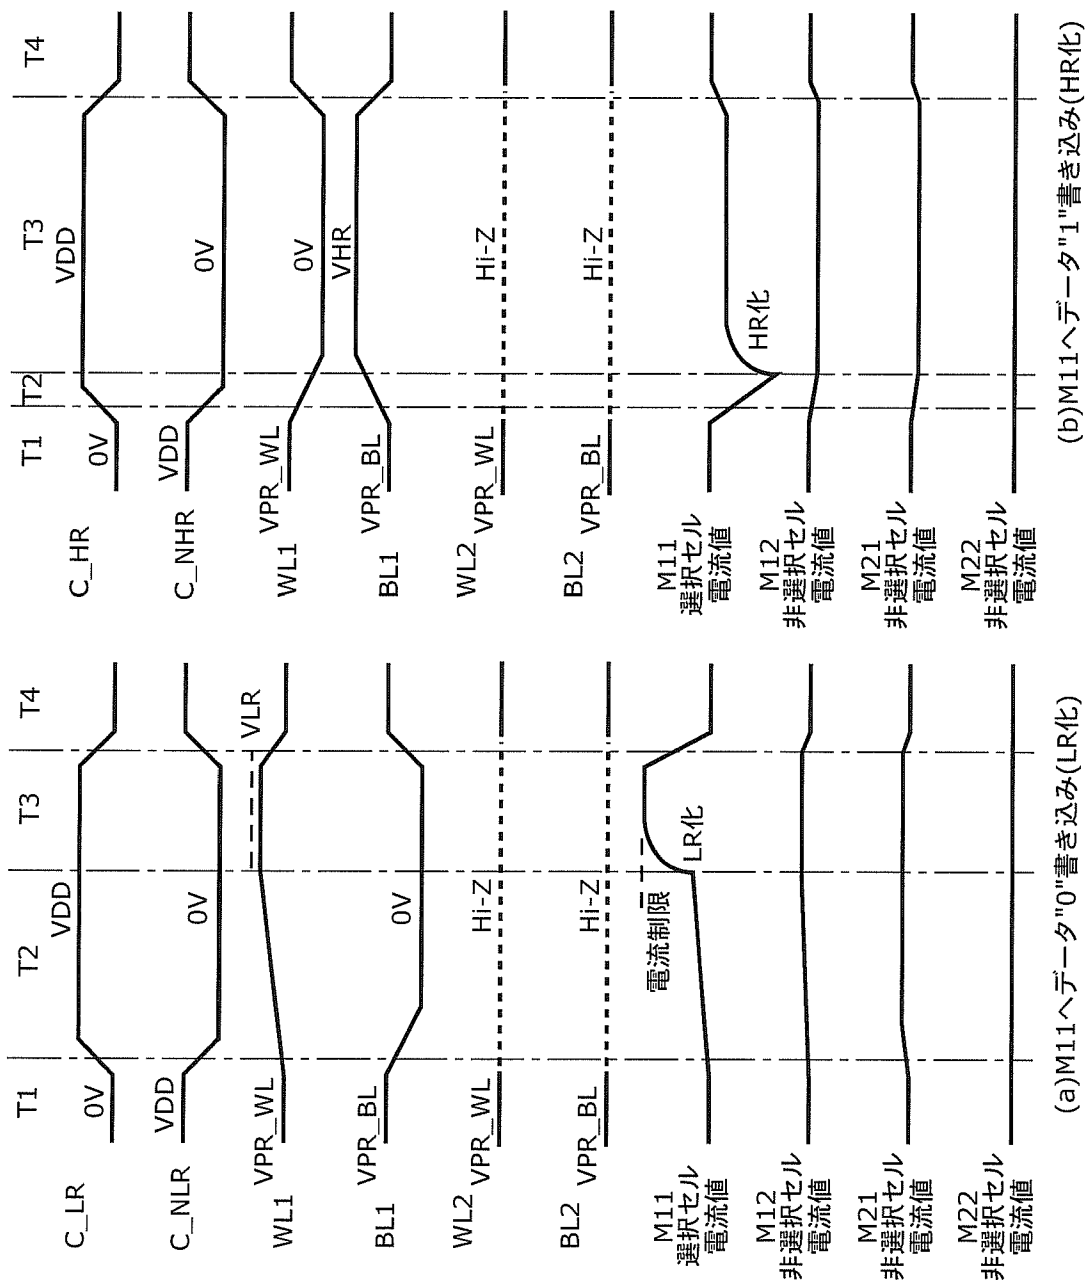 T1 T2 T3 T4
C_LR 0V VDD
C_NLR VDD 0V
WL1 VPR_WL VLR
BL1 VPR_BL 0V
WL2 VPR_WL Hi-Z
BL2 VPR_BL Hi-Z
M11
選択セル
電流値
電流制限
LR化
M12
非選択セル
電流値
M21
非選択セル
電流値
M22
非選択セル
電流値
(a)M11へデータ"0"書き込み(LR化)
T1 T2 T3 T4
C_HR 0V VDD
C_NHR VDD 0V
WL1 VPR_WL 0V
BL1 VPR_BL VHR
WL2 VPR_WL Hi-Z
BL2 VPR_BL Hi-Z
M11
選択セル
電流値
HR化
M12
非選択セル
電流値
M21
非選択セル
電流値
M22
非選択セル
電流値
(b)M11へデータ"1"書き込み(HR化)